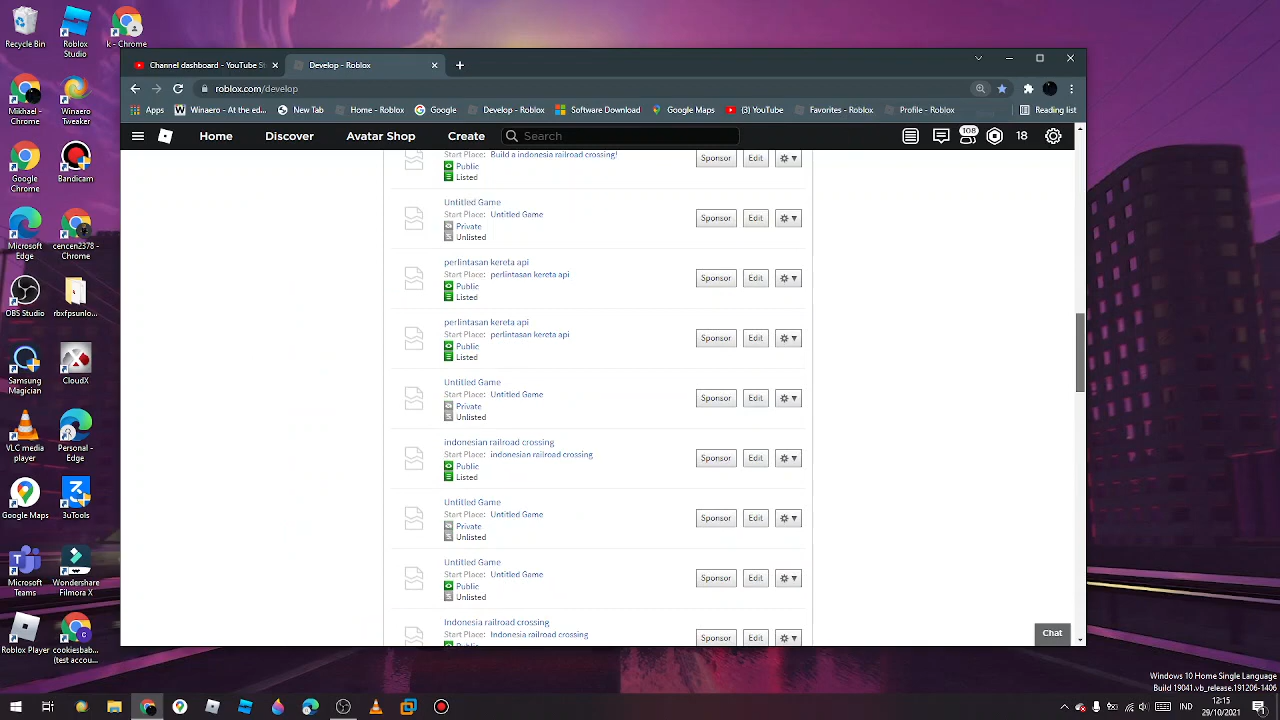 Recycle Bin
Roblox Studio
k - Chrome
Mikhael - Chrome
Winaero Tweaker
Google Chrome
Bandicam
Microsoft Edge
cencen2378 - Chrome
OBS Studio
rbxfpsunlo...
Samsung Magician
CloudX
VLC media player
Personal - Edge
Google Maps
3uTools
Microsoft Teams
Wondershare Filmora X
Roblox Player
cookiesbab... (test accou...
Channel dashboard - YouTube St
Develop - Roblox
roblox.com/develop
Apps
Winaero - At the ed...
New Tab
Home - Roblox
Google
Develop - Roblox
Software Download
Google Maps
(3) YouTube
Favorites - Roblox
Profile - Roblox
Reading list
Home
Discover
Avatar Shop
Create
Search
108
18
Start Place: Build a indonesia railroad crossing!
Public
Listed
Sponsor Edit
Untitled Game
Start Place: Untitled Game
Private
Unlisted
Sponsor Edit
perlintasan kereta api
Start Place: perlintasan kereta api
Public
Listed
Sponsor Edit
perlintasan kereta api
Start Place: perlintasan kereta api
Public
Listed
Sponsor Edit
Untitled Game
Start Place: Untitled Game
Private
Unlisted
Sponsor Edit
indonesian railroad crossing
Start Place: indonesian railroad crossing
Public
Listed
Sponsor Edit
Untitled Game
Start Place: Untitled Game
Private
Unlisted
Sponsor Edit
Untitled Game
Start Place: Untitled Game
Public
Unlisted
Sponsor Edit
Indonesia railroad crossing
Start Place: Indonesia railroad crossing
Sponsor Edit
Chat
Windows 10 Home Single Language
Build 19041.vb_release.191206-1406
IND
12:15
29/10/2021